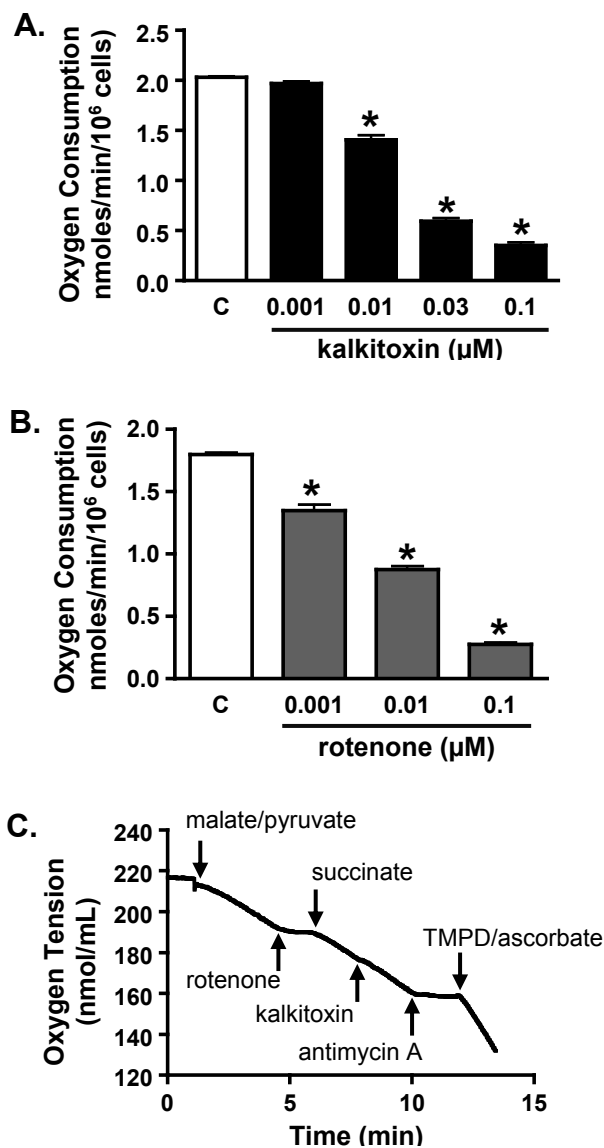 A.
Oxygen Consumption
nmoles/min/10⁶ cells)
2.5
2.0
1.5
1.0
0.5
0.0
*
*
*
C 0.001 0.01 0.03 0.1
kalkitoxin (µM)
B.
Oxygen Consumption
nmoles/min/10⁶ cells)
2.0
1.5
1.0
0.5
0.0
*
*
*
C 0.001 0.01 0.1
rotenone (µM)
C.
Oxygen Tension
(nmol/mL)
240
220
200
180
160
140
120
malate/pyruvate
succinate
TMPD/ascorbate
rotenone
kalkitoxin
antimycin A
0 5 10 15
Time (min)